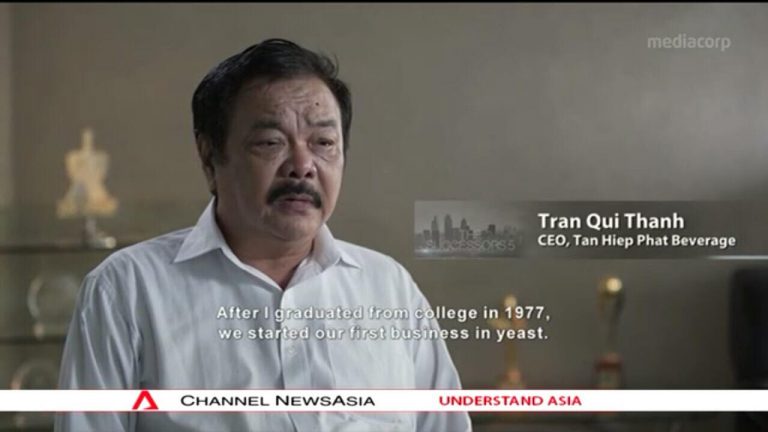 mediacorp
Tran Qui Thanh
SUCCESSORS 5
CEO, Tan Hiep Phat Beverage
After I graduated from college in 1977,
we started our first business in yeast.
CHANNEL NEWSASIA
UNDERSTAND ASIA